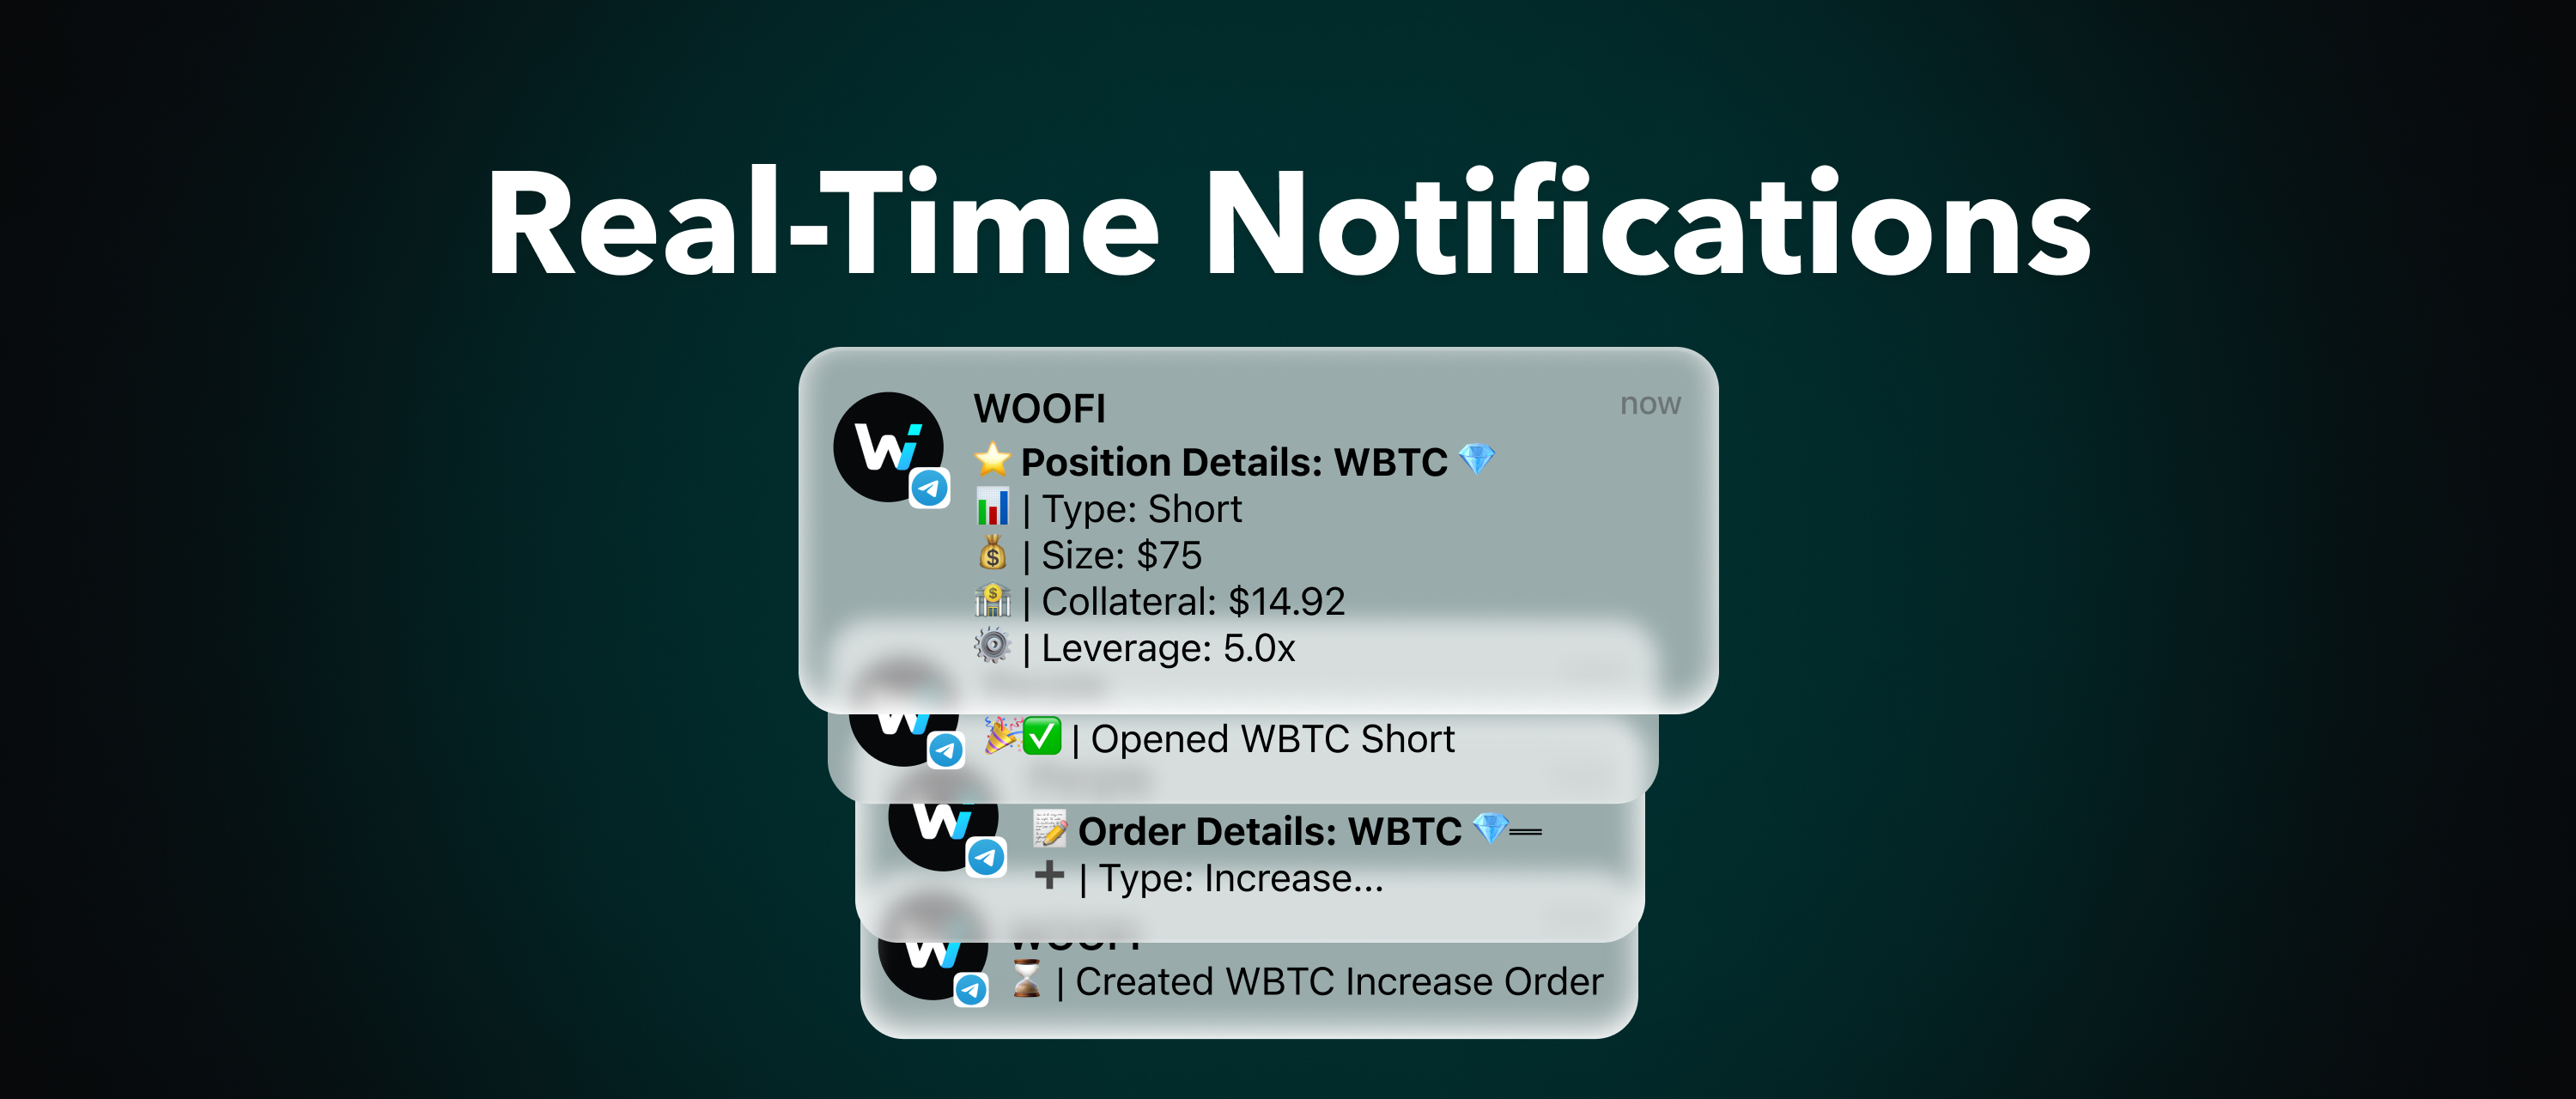 Real-Time Notifications
WOOFI
now
⭐ Position Details: WBTC 💎
📊 | Type: Short
💰 | Size: $75
🏦 | Collateral: $14.92
⚙️ | Leverage: 5.0x
🎉✅ | Opened WBTC Short
📝 Order Details: WBTC 💎═
➕ | Type: Increase...
WOOFI
⏳ | Created WBTC Increase Order